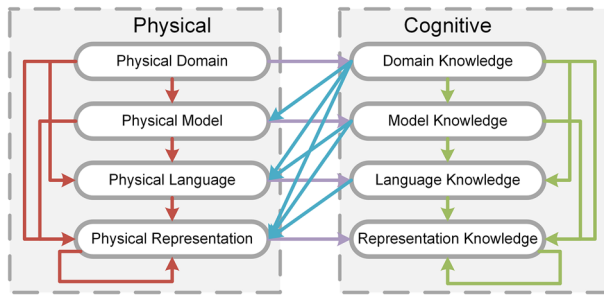 Physical
Cognitive
Physical Domain
Domain Knowledge
Physical Model
Model Knowledge
Physical Language
Language Knowledge
Physical Representation
Representation Knowledge